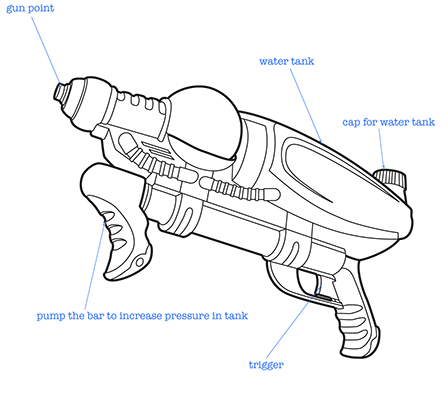 gun point
water tank
cap for water tank
pump the bar to increase pressure in tank
trigger